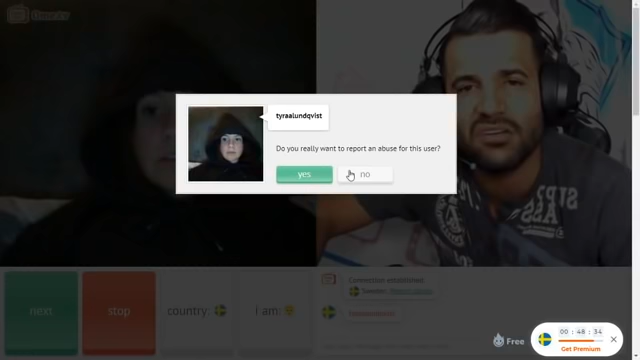 tyraalundqvist
Do you really want to report an abuse for this user?
yes
no
next
stop
country:
i am:
Connection established
Free
00 : 48 : 34
Get Premium